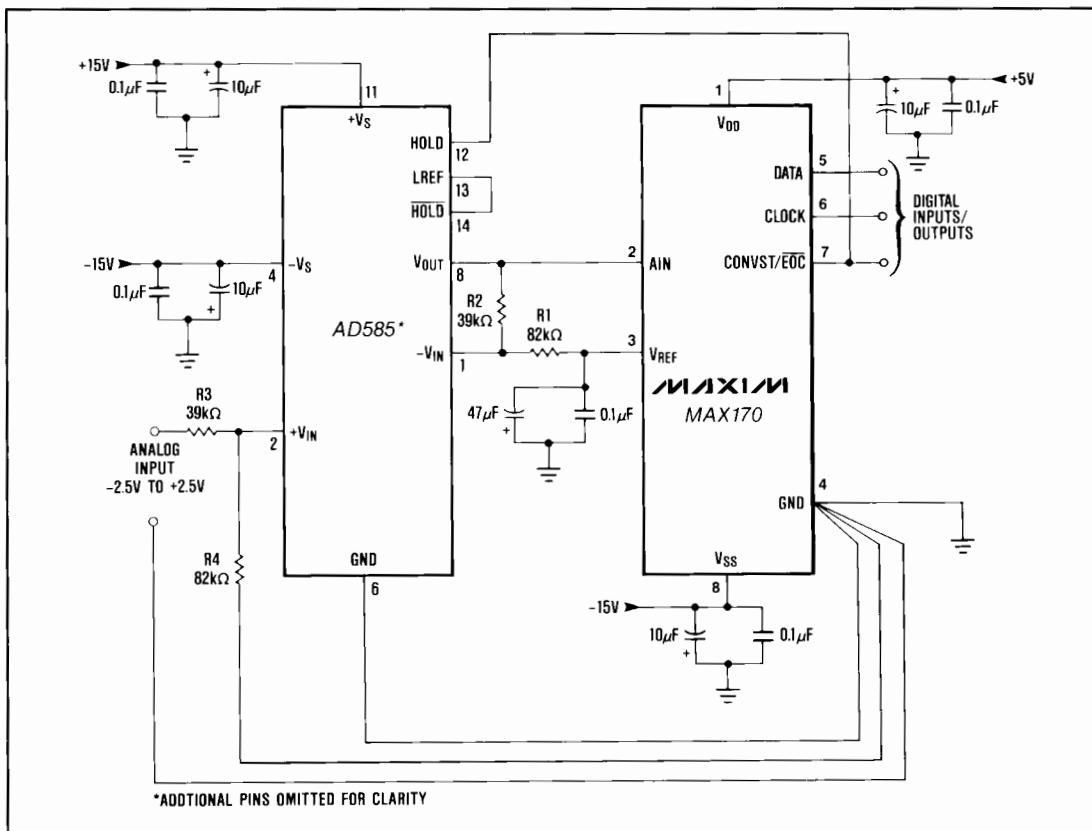 +15V
0.1µF
+
10µF
11
+VS
HOLD
12
LREF
13
HOLD
14
-15V
4
-VS
0.1µF
10µF
+
VOUT
8
AD585*
R2
39kΩ
R1
82kΩ
-VIN
1
47µF
+
0.1µF
R3
39kΩ
+VIN
2
ANALOG
INPUT
-2.5V TO +2.5V
R4
82kΩ
GND
6
+5V
+
10µF
0.1µF
1
VDD
DATA
5
CLOCK
6
CONVST/EOC
7
DIGITAL
INPUTS/
OUTPUTS
2
AIN
3
VREF
MAXIM
MAX170
4
GND
VSS
8
-15V
10µF
+
0.1µF
*ADDTIONAL PINS OMITTED FOR CLARITY